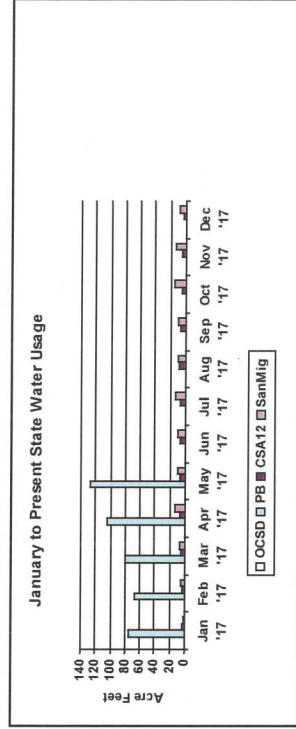 January to Present State Water Usage
Acre Feet
140
120
100
80
60
40
20
0
Jan Feb Mar Apr May Jun Jul Aug Sep Oct Nov Dec
'17 '17 '17 '17 '17 '17 '17 '17 '17 '17 '17 '17
OCSD PB CSA12 SanMig